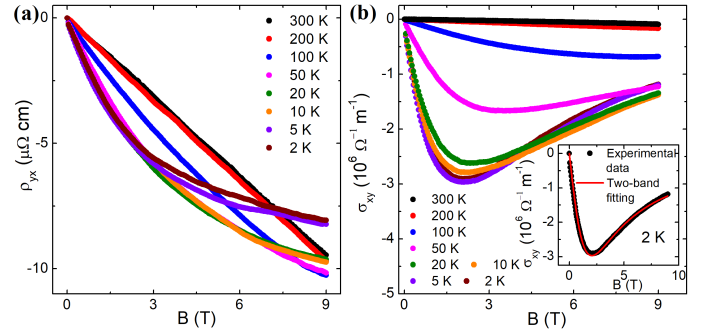 (a)
0
-5
-10
ρyx (μΩ cm)
300 K
200 K
100 K
50 K
20 K
10 K
5 K
2 K
0 3 6 9
B (T)
(b)
0
-1
-2
-3
-4
-5
σxy (10⁶ Ω⁻¹ m⁻¹)
300 K
200 K
100 K
50 K
20 K 10 K
5 K 2 K
0 3 6 9
B (T)
0
-1
-2
-3
σxy (10⁶ Ω⁻¹ m⁻¹)
Experimental
data
Two-band
fitting
2 K
0 5 10
B (T)